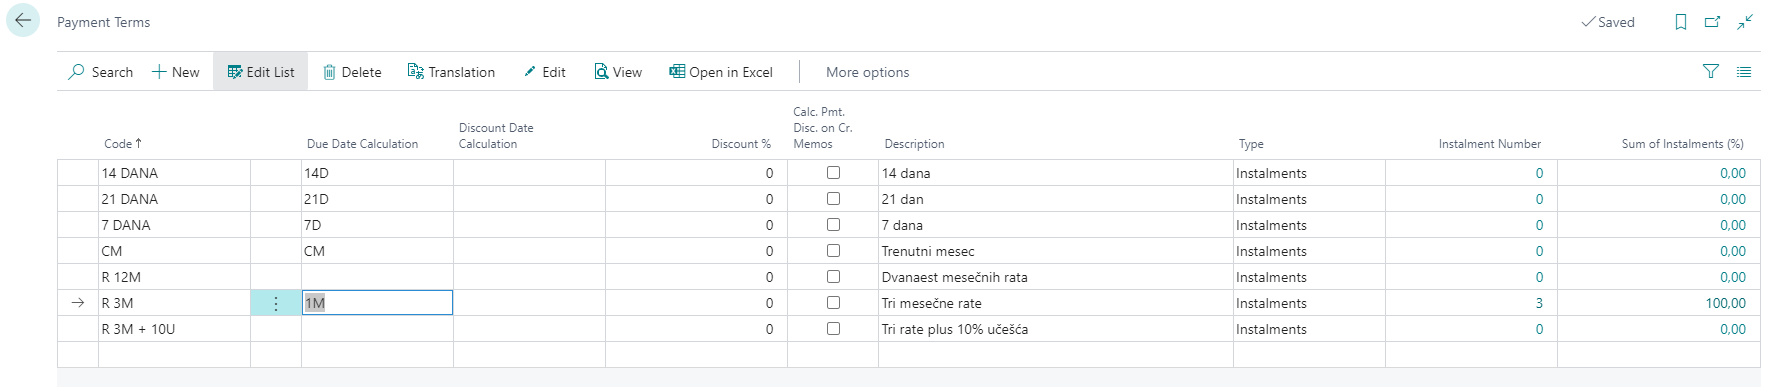 Payment Terms
Saved
Search New Edit List Delete Translation Edit View Open in Excel More options
Code↑ Due Date Calculation Discount Date Calculation Discount % Calc. Pmt. Disc. on Cr. Memos Description Type Instalment Number Sum of Instalments (%)
14 DANA 14D 0 14 dana Instalments 0 0,00
21 DANA 21D 0 21 dan Instalments 0 0,00
7 DANA 7D 0 7 dana Instalments 0 0,00
CM CM 0 Trenutni mesec Instalments 0 0,00
R 12M 0 Dvanaest mesečnih rata Instalments 0 0,00
R 3M 1M 0 Tri mesečne rate Instalments 3 100,00
R 3M + 10U 0 Tri rate plus 10% učešća Instalments 0 0,00